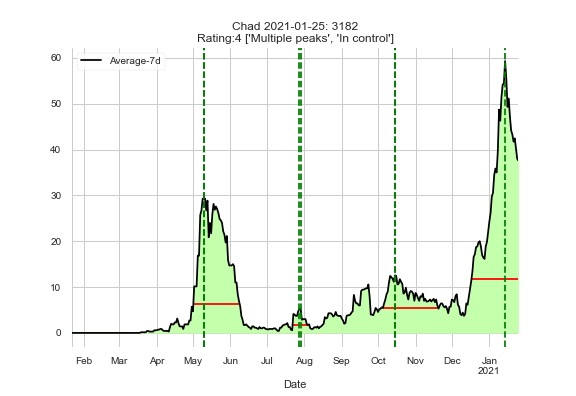 Chad 2021-01-25: 3182
Rating:4 ['Multiple peaks', 'In control']
Average-7d
60
50
40
30
20
10
0
Feb Mar Apr May Jun Jul Aug Sep Oct Nov Dec Jan
2021
Date